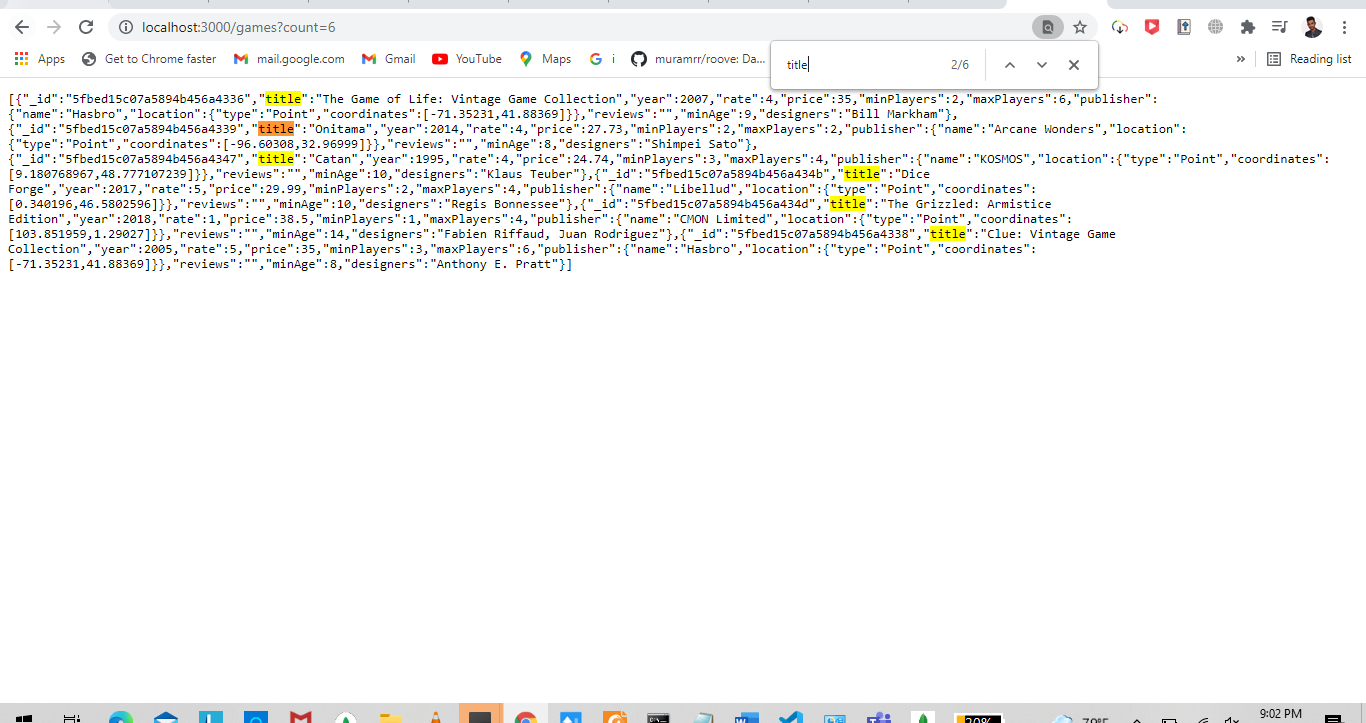 localhost:3000/games?count=6
Apps Get to Chrome faster mail.google.com Gmail YouTube Maps i muramrr/roove: Da... » Reading list
title 2/6
[{"_id":"5fbed15c07a5894b456a4336","title":"The Game of Life: Vintage Game Collection","year":2007,"rate":4,"price":35,"minPlayers":2,"maxPlayers":6,"publisher":
{"name":"Hasbro","location":{"type":"Point","coordinates":[-71.35231,41.88369]}},"reviews":"","minAge":9,"designers":"Bill Markham"},
{"_id":"5fbed15c07a5894b456a4339","title":"Onitama","year":2014,"rate":4,"price":27.73,"minPlayers":2,"maxPlayers":2,"publisher":{"name":"Arcane Wonders","location":
{"type":"Point","coordinates":[-96.60308,32.96999]}},"reviews":"","minAge":8,"designers":"Shimpei Sato"},
{"_id":"5fbed15c07a5894b456a4347","title":"Catan","year":1995,"rate":4,"price":24.74,"minPlayers":3,"maxPlayers":4,"publisher":{"name":"KOSMOS","location":{"type":"Point","coordinates":
[9.180768967,48.777107239]}},"reviews":"","minAge":10,"designers":"Klaus Teuber"},{"_id":"5fbed15c07a5894b456a434b","title":"Dice
Forge","year":2017,"rate":5,"price":29.99,"minPlayers":2,"maxPlayers":4,"publisher":{"name":"Libellud","location":{"type":"Point","coordinates":
[0.340196,46.5802596]}},"reviews":"","minAge":10,"designers":"Regis Bonnessee"},{"_id":"5fbed15c07a5894b456a434d","title":"The Grizzled: Armistice
Edition","year":2018,"rate":1,"price":38.5,"minPlayers":1,"maxPlayers":4,"publisher":{"name":"CMON Limited","location":{"type":"Point","coordinates":
[103.851959,1.29027]}},"reviews":"","minAge":14,"designers":"Fabien Riffaud, Juan Rodriguez"},{"_id":"5fbed15c07a5894b456a4338","title":"Clue: Vintage Game
Collection","year":2005,"rate":5,"price":35,"minPlayers":3,"maxPlayers":6,"publisher":{"name":"Hasbro","location":{"type":"Point","coordinates":
[-71.35231,41.88369]}},"reviews":"","minAge":8,"designers":"Anthony E. Pratt"}]
20% 79°F 9:02 PM